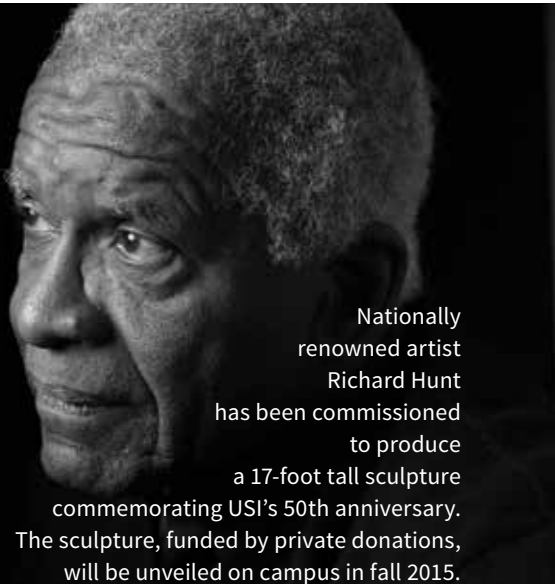 Nationally
renowned artist
Richard Hunt
has been commissioned
to produce
a 17-foot tall sculpture
commemorating USI’s 50th anniversary.
The sculpture, funded by private donations,
will be unveiled on campus in fall 2015.